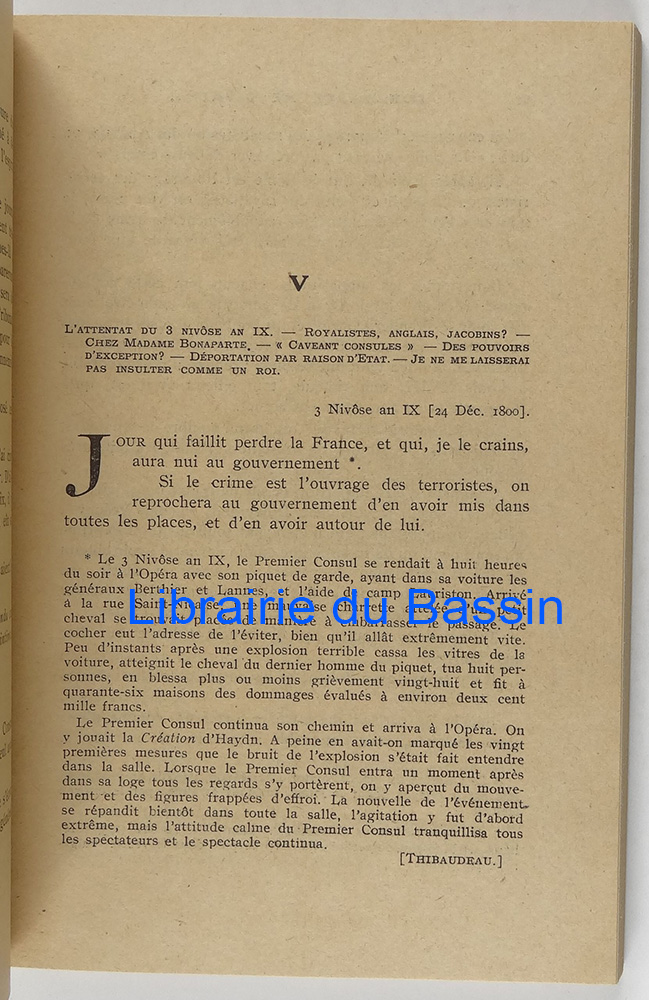 V
L'ATTENTAT DU 3 NIVÔSE AN IX. — ROYALISTES, ANGLAIS, JACOBINS? —
CHEZ MADAME BONAPARTE. — « CAVEANT CONSULES » — DES POUVOIRS
D'EXCEPTION? — DÉPORTATION PAR RAISON D'ETAT. — JE NE ME LAISSERAI
PAS INSULTER COMME UN ROI.
3 Nivôse an IX [24 Déc. 1800].
JOUR qui faillit perdre la France, et qui, je le crains,
aura nui au gouvernement *.
Si le crime est l'ouvrage des terroristes, on
reprochera au gouvernement d'en avoir mis dans
toutes les places, et d'en avoir autour de lui.
* Le 3 Nivôse an IX, le Premier Consul se rendait à huit heures
du soir à l'Opéra avec son piquet de garde, ayant dans sa voiture les
généraux Berthier et Lannes, et l'aide de camp Lauriston. Arrivé
à la rue Saint-Nicaise, une mauvaise charrette attelée d'un petit
cheval se trouvait placée de manière à embarrasser le passage. Le
cocher eut l'adresse de l'éviter, bien qu'il allât extrêmement vite.
Peu d'instants après une explosion terrible cassa les vitres de la
voiture, atteignit le cheval du dernier homme du piquet, tua huit per-
sonnes, en blessa plus ou moins grièvement vingt-huit et fit à
quarante-six maisons des dommages évalués à environ deux cent
mille francs.
Le Premier Consul continua son chemin et arriva à l'Opéra. On
y jouait la Création d'Haydn. A peine en avait-on marqué les vingt
premières mesures que le bruit de l'explosion s'était fait entendre
dans la salle. Lorsque le Premier Consul entra un moment après
dans sa loge tous les regards s'y portèrent, on y aperçut du mouve-
ment et des figures frappées d'effroi. La nouvelle de l'événement
se répandit bientôt dans toute la salle, l'agitation y fut d'abord
extrême, mais l'attitude calme du Premier Consul tranquillisa tous
les spectateurs et le spectacle continua.
[THIBAUDEAU.]
Librairie du Bassin